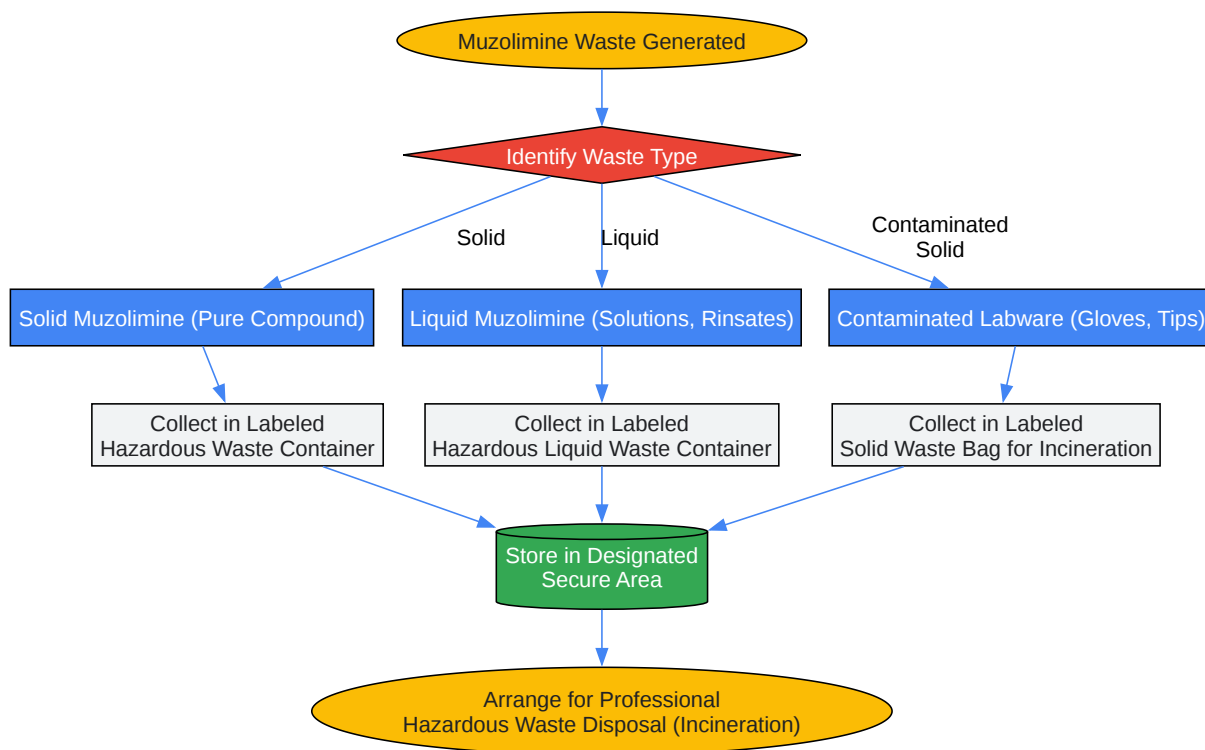 Muzolimine Waste Generated
Identify Waste Type
Solid
Liquid
Contaminated
Solid
Solid Muzolimine (Pure Compound)
Liquid Muzolimine (Solutions, Rinsates)
Contaminated Labware (Gloves, Tips)
Collect in Labeled
Hazardous Waste Container
Collect in Labeled
Hazardous Liquid Waste Container
Collect in Labeled
Solid Waste Bag for Incineration
Store in Designated
Secure Area
Arrange for Professional
Hazardous Waste Disposal (Incineration)